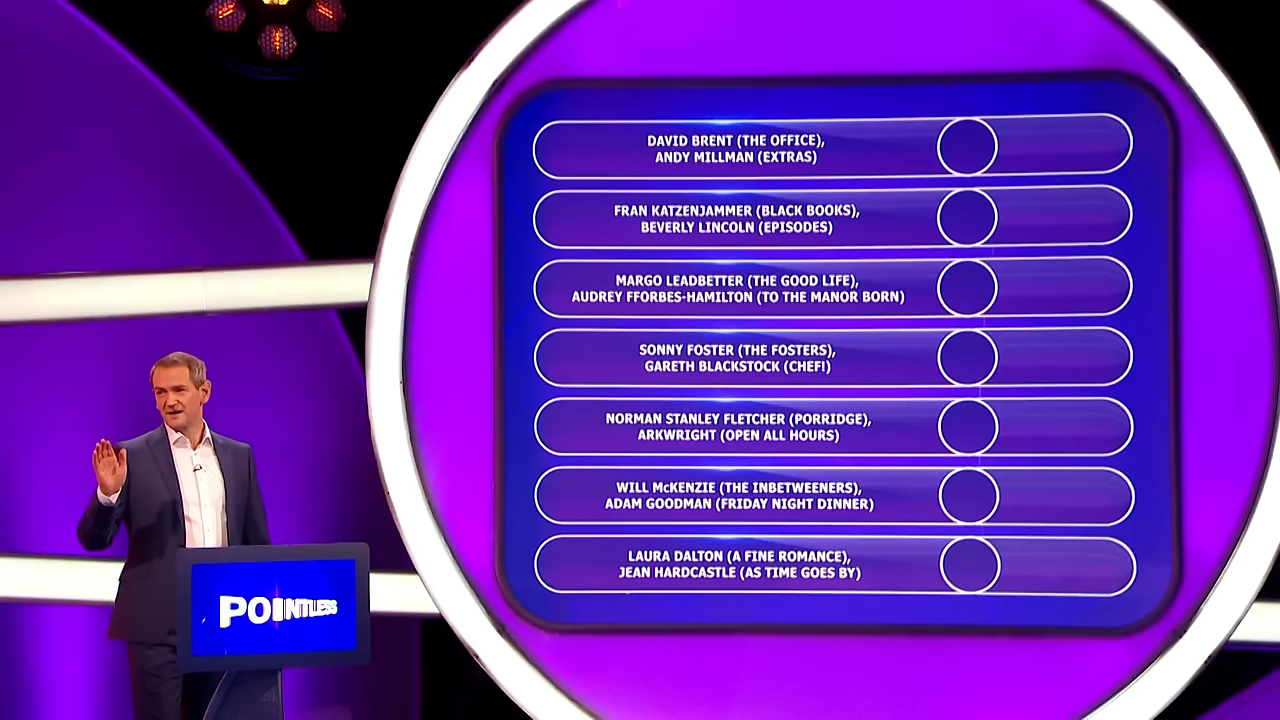 DAVID BRENT (THE OFFICE),
ANDY MILLMAN (EXTRAS)
FRAN KATZENJAMMER (BLACK BOOKS),
BEVERLY LINCOLN (EPISODES)
MARGO LEADBETTER (THE GOOD LIFE),
AUDREY FFORBES-HAMILTON (TO THE MANOR BORN)
SONNY FOSTER (THE FOSTERS),
GARETH BLACKSTOCK (CHEF!)
NORMAN STANLEY FLETCHER (PORRIDGE),
ARKWRIGHT (OPEN ALL HOURS)
WILL McKENZIE (THE INBETWEENERS),
ADAM GOODMAN (FRIDAY NIGHT DINNER)
LAURA DALTON (A FINE ROMANCE),
JEAN HARDCASTLE (AS TIME GOES BY)
POINTLESS